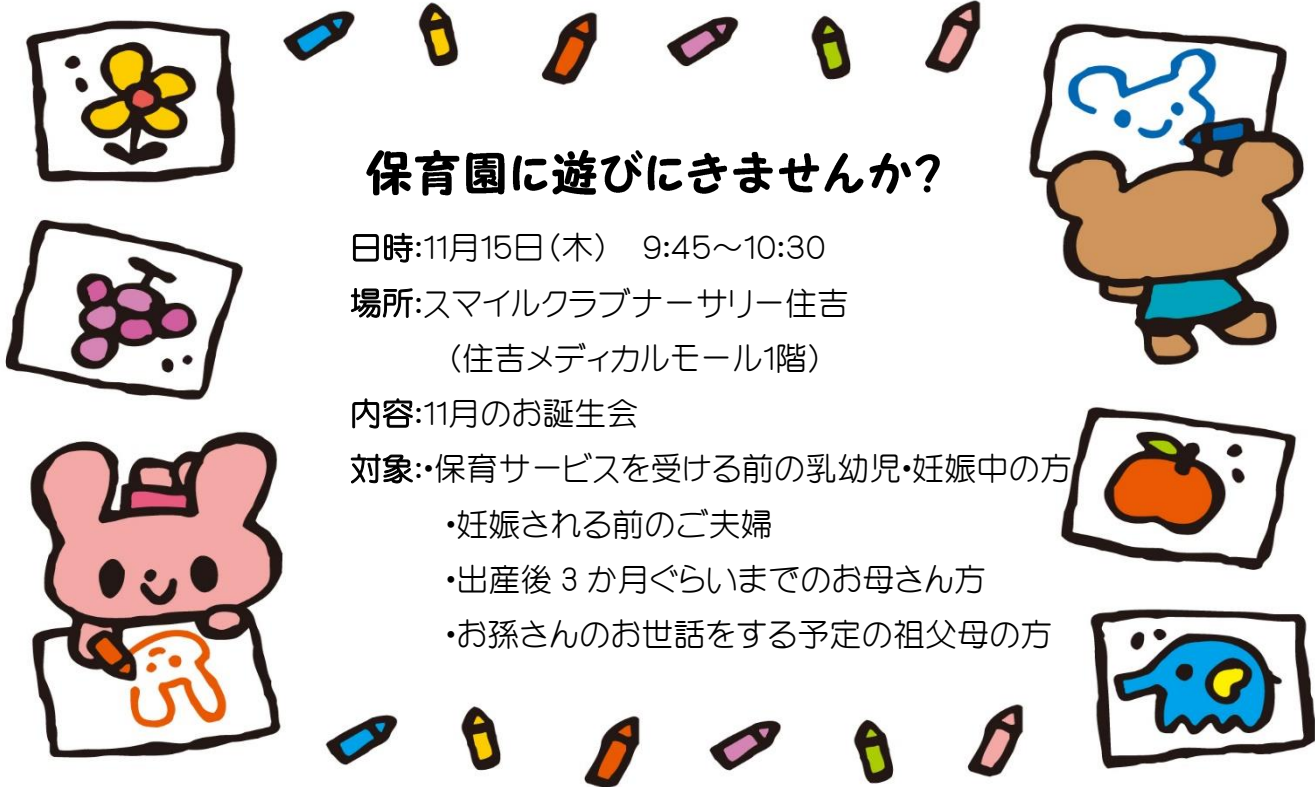 保育園に遊びにきませんか?
日時:11月15日(木) 9:45~10:30
場所:スマイルクラブナーサリー住吉
(住吉メディカルモール1階)
内容:11月のお誕生会
対象:・保育サービスを受ける前の乳幼児・妊娠中の方
・妊娠される前のご夫婦
・出産後 3 か月ぐらいまでのお母さん方
・お孫さんのお世話をする予定の祖父母の方